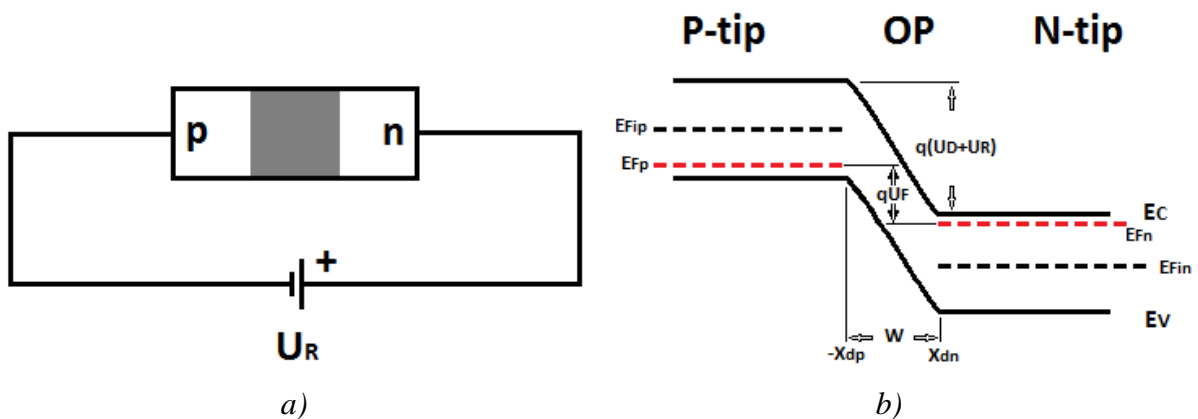 p
n
+
UR
a)
P-tip
OP
N-tip
EFip
EFp
q(UD+UR)
qUF
EC
EFn
EFin
EV
W
-Xdp
Xdn
b)